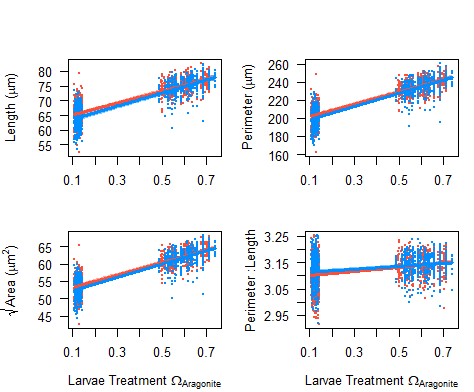 Length (μm)
80
75
70
65
60
55
0.1 0.3 0.5 0.7
Perimeter (μm)
260
240
220
200
180
160
0.1 0.3 0.5 0.7
√Area (μm²)
65
60
55
50
45
0.1 0.3 0.5 0.7
Larvae Treatment Ω_Aragonite
Perimeter :Length
3.25
3.15
3.05
2.95
0.1 0.3 0.5 0.7
Larvae Treatment Ω_Aragonite